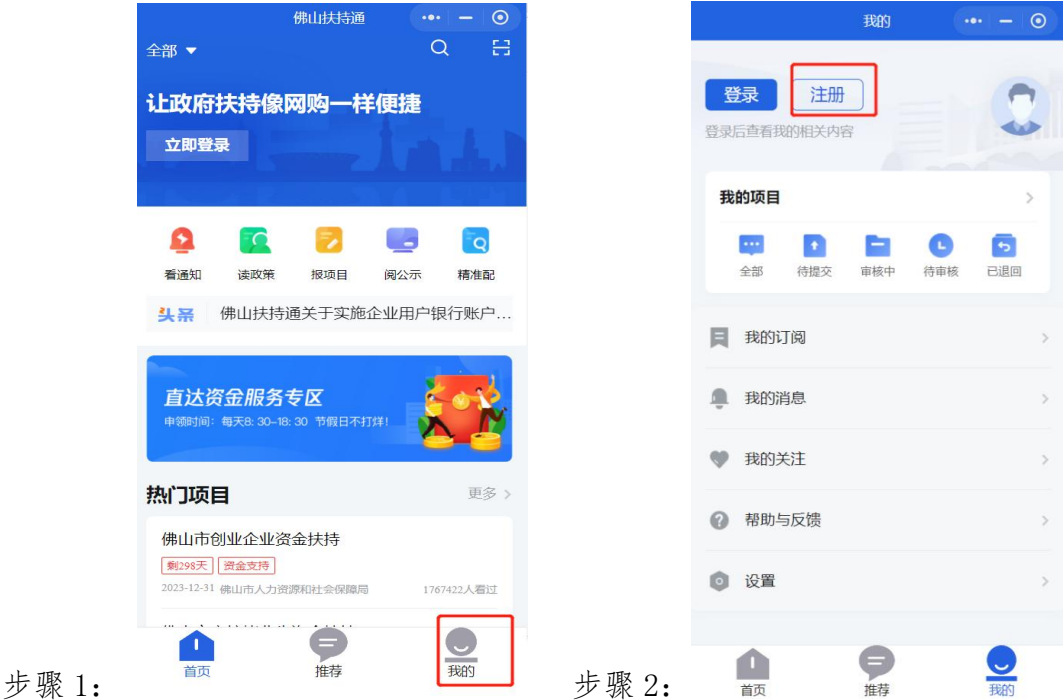 佛山扶持通
全部
让政府扶持像网购一样便捷
立即登录
看通知 读政策 报项目 阅公示 精准配
头条 佛山扶持通关于实施企业用户银行账户...
直达资金服务专区
申领时间：每天8:30-18:30 节假日不打烊！
热门项目 更多
佛山市创业企业资金扶持
剩298天 资金支持
2023-12-31 佛山市人力资源和社会保障局 1767422人看过
首页 推荐 我的
步骤 1：
我的
登录 注册
登录后查看我的相关内容
我的项目
全部 待提交 审核中 待审核 已退回
我的订阅
我的消息
我的关注
帮助与反馈
设置
首页 推荐 我的
步骤 2：